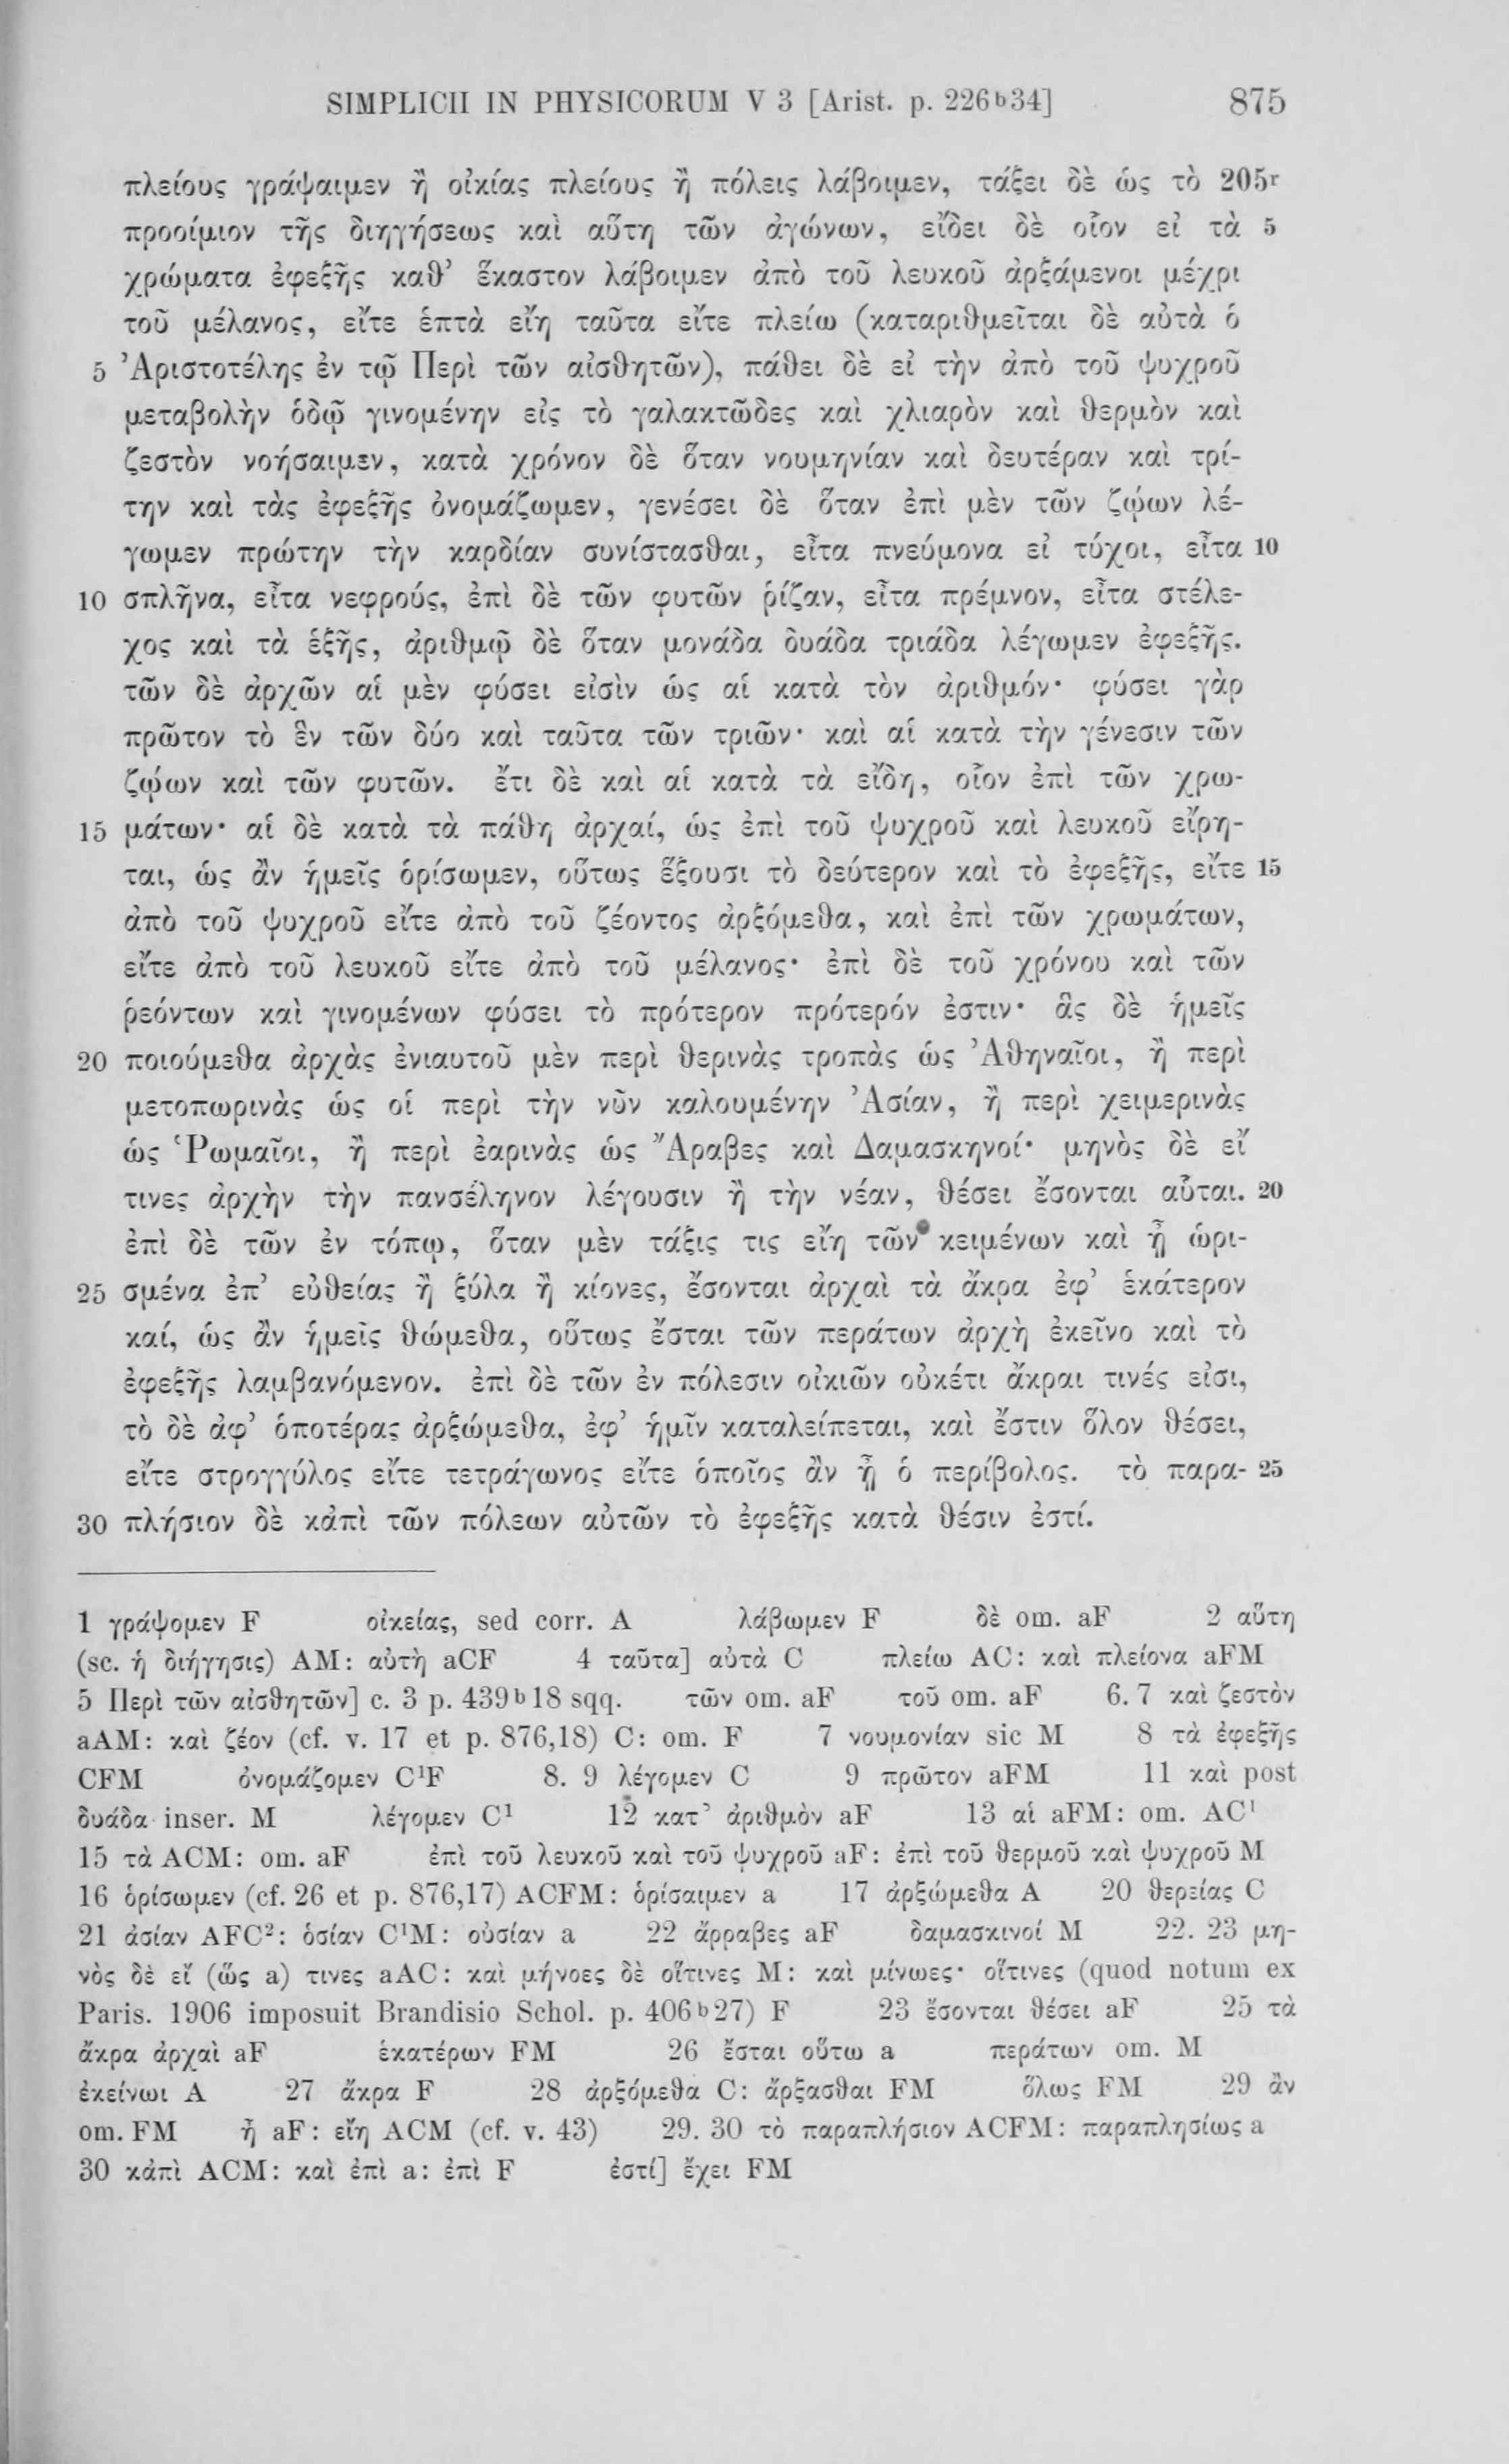 SIMPLICII IN PHYSICORUM V 3 [Arist. p. 226ᵇ34] 875
πλείους γράψαιμεν ἢ οἰκίας πλείους ἢ πόλεις λάβοιμεν, τάξει δὲ ὡς τὸ 205ʳ
προοίμιον τῆς διηγήσεως καὶ αὕτη τῶν ἀγώνων, εἴδει δὲ οἷον εἰ τὰ 5
χρώματα ἐφεξῆς καθ’ ἕκαστον λάβοιμεν ἀπὸ τοῦ λευκοῦ ἀρξάμενοι μέχρι
τοῦ μέλανος, εἴτε ἑπτὰ εἴη ταῦτα εἴτε πλείω (καταριθμεῖται δὲ αὐτὰ ὁ
5 Ἀριστοτέλης ἐν τῷ Περὶ τῶν αἰσθητῶν), πάθει δὲ εἰ τὴν ἀπὸ τοῦ ψυχροῦ
μεταβολὴν ὁδῷ γινομένην εἰς τὸ γαλακτῶδες καὶ χλιαρὸν καὶ θερμὸν καὶ
ζεστὸν νοήσαιμεν, κατὰ χρόνον δὲ ὅταν νουμηνίαν καὶ δευτέραν καὶ τρί-
την καὶ τὰς ἐφεξῆς ὀνομάζωμεν, γενέσει δὲ ὅταν ἐπὶ μὲν τῶν ζῴων λέ-
γωμεν πρώτην τὴν καρδίαν συνίστασθαι, εἶτα πνεύμονα εἰ τύχοι, εἶτα 10
10 σπλῆνα, εἶτα νεφρούς, ἐπὶ δὲ τῶν φυτῶν ῥίζαν, εἶτα πρέμνον, εἶτα στέλε-
χος καὶ τὰ ἑξῆς, ἀριθμῷ δὲ ὅταν μονάδα δυάδα τριάδα λέγωμεν ἐφεξῆς.
τῶν δὲ ἀρχῶν αἱ μὲν φύσει εἰσὶν ὡς αἱ κατὰ τὸν ἀριθμόν· φύσει γὰρ
πρῶτον τὸ ἓν τῶν δύο καὶ ταῦτα τῶν τριῶν· καὶ αἱ κατὰ τὴν γένεσιν τῶν
ζῴων καὶ τῶν φυτῶν. ἔτι δὲ καὶ αἱ κατὰ τὰ εἴδη, οἷον ἐπὶ τῶν χρω-
15 μάτων· αἱ δὲ κατὰ τὰ πάθη ἀρχαί, ὡς ἐπὶ τοῦ ψυχροῦ καὶ λευκοῦ εἴρη-
ται, ὡς ἂν ἡμεῖς ὁρίσωμεν, οὕτως ἕξουσι τὸ δεύτερον καὶ τὸ ἐφεξῆς, εἴτε 15
ἀπὸ τοῦ ψυχροῦ εἴτε ἀπὸ τοῦ ζέοντος ἀρξόμεθα, καὶ ἐπὶ τῶν χρωμάτων,
εἴτε ἀπὸ τοῦ λευκοῦ εἴτε ἀπὸ τοῦ μέλανος· ἐπὶ δὲ τοῦ χρόνου καὶ τῶν
ῥεόντων καὶ γινομένων φύσει τὸ πρότερον πρότερόν ἐστιν· ἃς δὲ ἡμεῖς
20 ποιούμεθα ἀρχὰς ἐνιαυτοῦ μὲν περὶ θερινὰς τροπὰς ὡς Ἀθηναῖοι, ἢ περὶ
μετοπωρινὰς ὡς οἱ περὶ τὴν νῦν καλουμένην Ἀσίαν, ἢ περὶ χειμερινὰς
ὡς Ῥωμαῖοι, ἢ περὶ ἐαρινὰς ὡς Ἄραβες καὶ Δαμασκηνοί· μηνὸς δὲ εἴ
τινες ἀρχὴν τὴν πανσέληνον λέγουσιν ἢ τὴν νέαν, θέσει ἔσονται αὗται. 20
ἐπὶ δὲ τῶν ἐν τόπῳ, ὅταν μὲν τάξις τις εἴη τῶν κειμένων καὶ ᾖ ὡρι-
25 σμένα ἐπ’ εὐθείας ἢ ξύλα ἢ κίονες, ἔσονται ἀρχαὶ τὰ ἄκρα ἐφ’ ἑκάτερον
καί, ὡς ἂν ἡμεῖς θώμεθα, οὕτως ἔσται τῶν περάτων ἀρχὴ ἐκεῖνο καὶ τὸ
ἐφεξῆς λαμβανόμενον. ἐπὶ δὲ τῶν ἐν πόλεσιν οἰκιῶν οὐκέτι ἄκραι τινές εἰσι,
τὸ δὲ ἀφ’ ὁποτέρας ἀρξώμεθα, ἐφ’ ἡμῖν καταλείπεται, καὶ ἔστιν ὅλον θέσει,
εἴτε στρογγύλος εἴτε τετράγωνος εἴτε ὁποῖος ἂν ᾖ ὁ περίβολος. τὸ παρα- 25
30 πλήσιον δὲ κἀπὶ τῶν πόλεων αὐτῶν τὸ ἐφεξῆς κατὰ θέσιν ἐστί.
1 γράψομεν F οἰκείας, sed corr. A λάβωμεν F δὲ om. aF 2 αὕτη
(sc. ἡ διήγησις) AM: αὐτὴ aCF 4 ταῦτα] αὐτὰ C πλείω AC: καὶ πλείονα aFM
5 Περὶ τῶν αἰσθητῶν] c. 3 p. 439ᵇ18 sqq. τῶν om. aF τοῦ om. aF 6. 7 καὶ ζεστὸν
aAM: καὶ ζέον (cf. v. 17 et p. 876,18) C: om. F 7 νουμονίαν sic M 8 τὰ ἐφεξῆς
CFM ὀνομάζομεν C¹F 8. 9 λέγομεν C 9 πρῶτον aFM 11 καὶ post
δυάδα inser. M λέγομεν C¹ 12 κατ’ ἀριθμὸν aF 13 αἱ aFM: om. AC¹
15 τὰ ACM: om. aF ἐπὶ τοῦ λευκοῦ καὶ τοῦ ψυχροῦ aF: ἐπὶ τοῦ θερμοῦ καὶ ψυχροῦ M
16 ὁρίσωμεν (cf. 26 et p. 876,17) ACFM: ὁρίσαιμεν a 17 ἀρξώμεθα A 20 θερείας C
21 ἀσίαν AFC²: ὁσίαν C¹M: οὐσίαν a 22 ἄρραβες aF δαμασκινοί M 22. 23 μη-
νὸς δὲ εἴ (ὥς a) τινες aAC: καὶ μήνοες δὲ οἵτινες M: καὶ μίνωες· οἵτινες (quod notum ex
Paris. 1906 imposuit Brandisio Schol. p. 406ᵇ27) F 23 ἔσονται θέσει aF 25 τὰ
ἄκρα ἀρχαὶ aF ἑκατέρων FM 26 ἔσται οὕτω a περάτων om. M
ἐκείνωι A 27 ἄκρα F 28 ἀρξόμεθα C: ἄρξασθαι FM ὅλως FM 29 ἂν
om. FM ᾖ aF: εἴη ACM (cf. v. 43) 29. 30 τὸ παραπλήσιον ACFM: παραπλησίως a
30 κἀπὶ ACM: καὶ ἐπὶ a: ἐπὶ F ἐστί] ἔχει FM